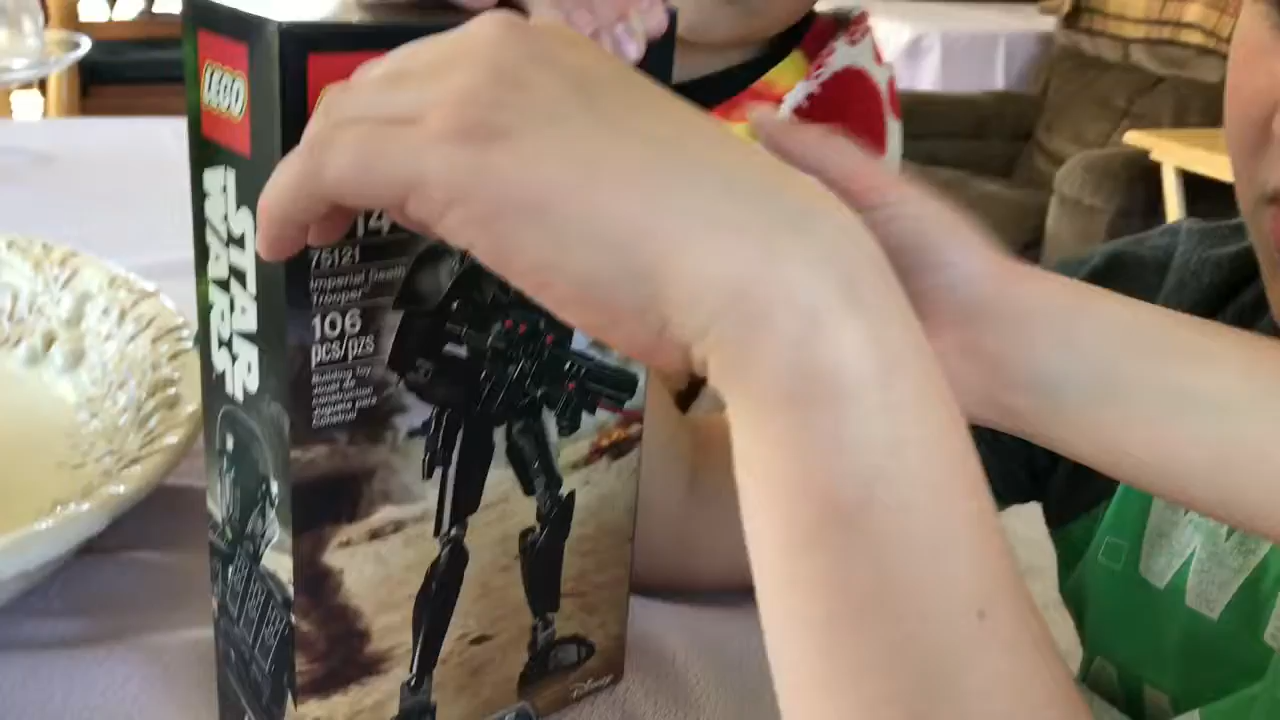 LEGO
STAR
WARS
14
75121
Imperial Death
Trooper
106
pcs/pzs
Building Toy
Jouet de
construction
Juguete para
Construir
Disney
W